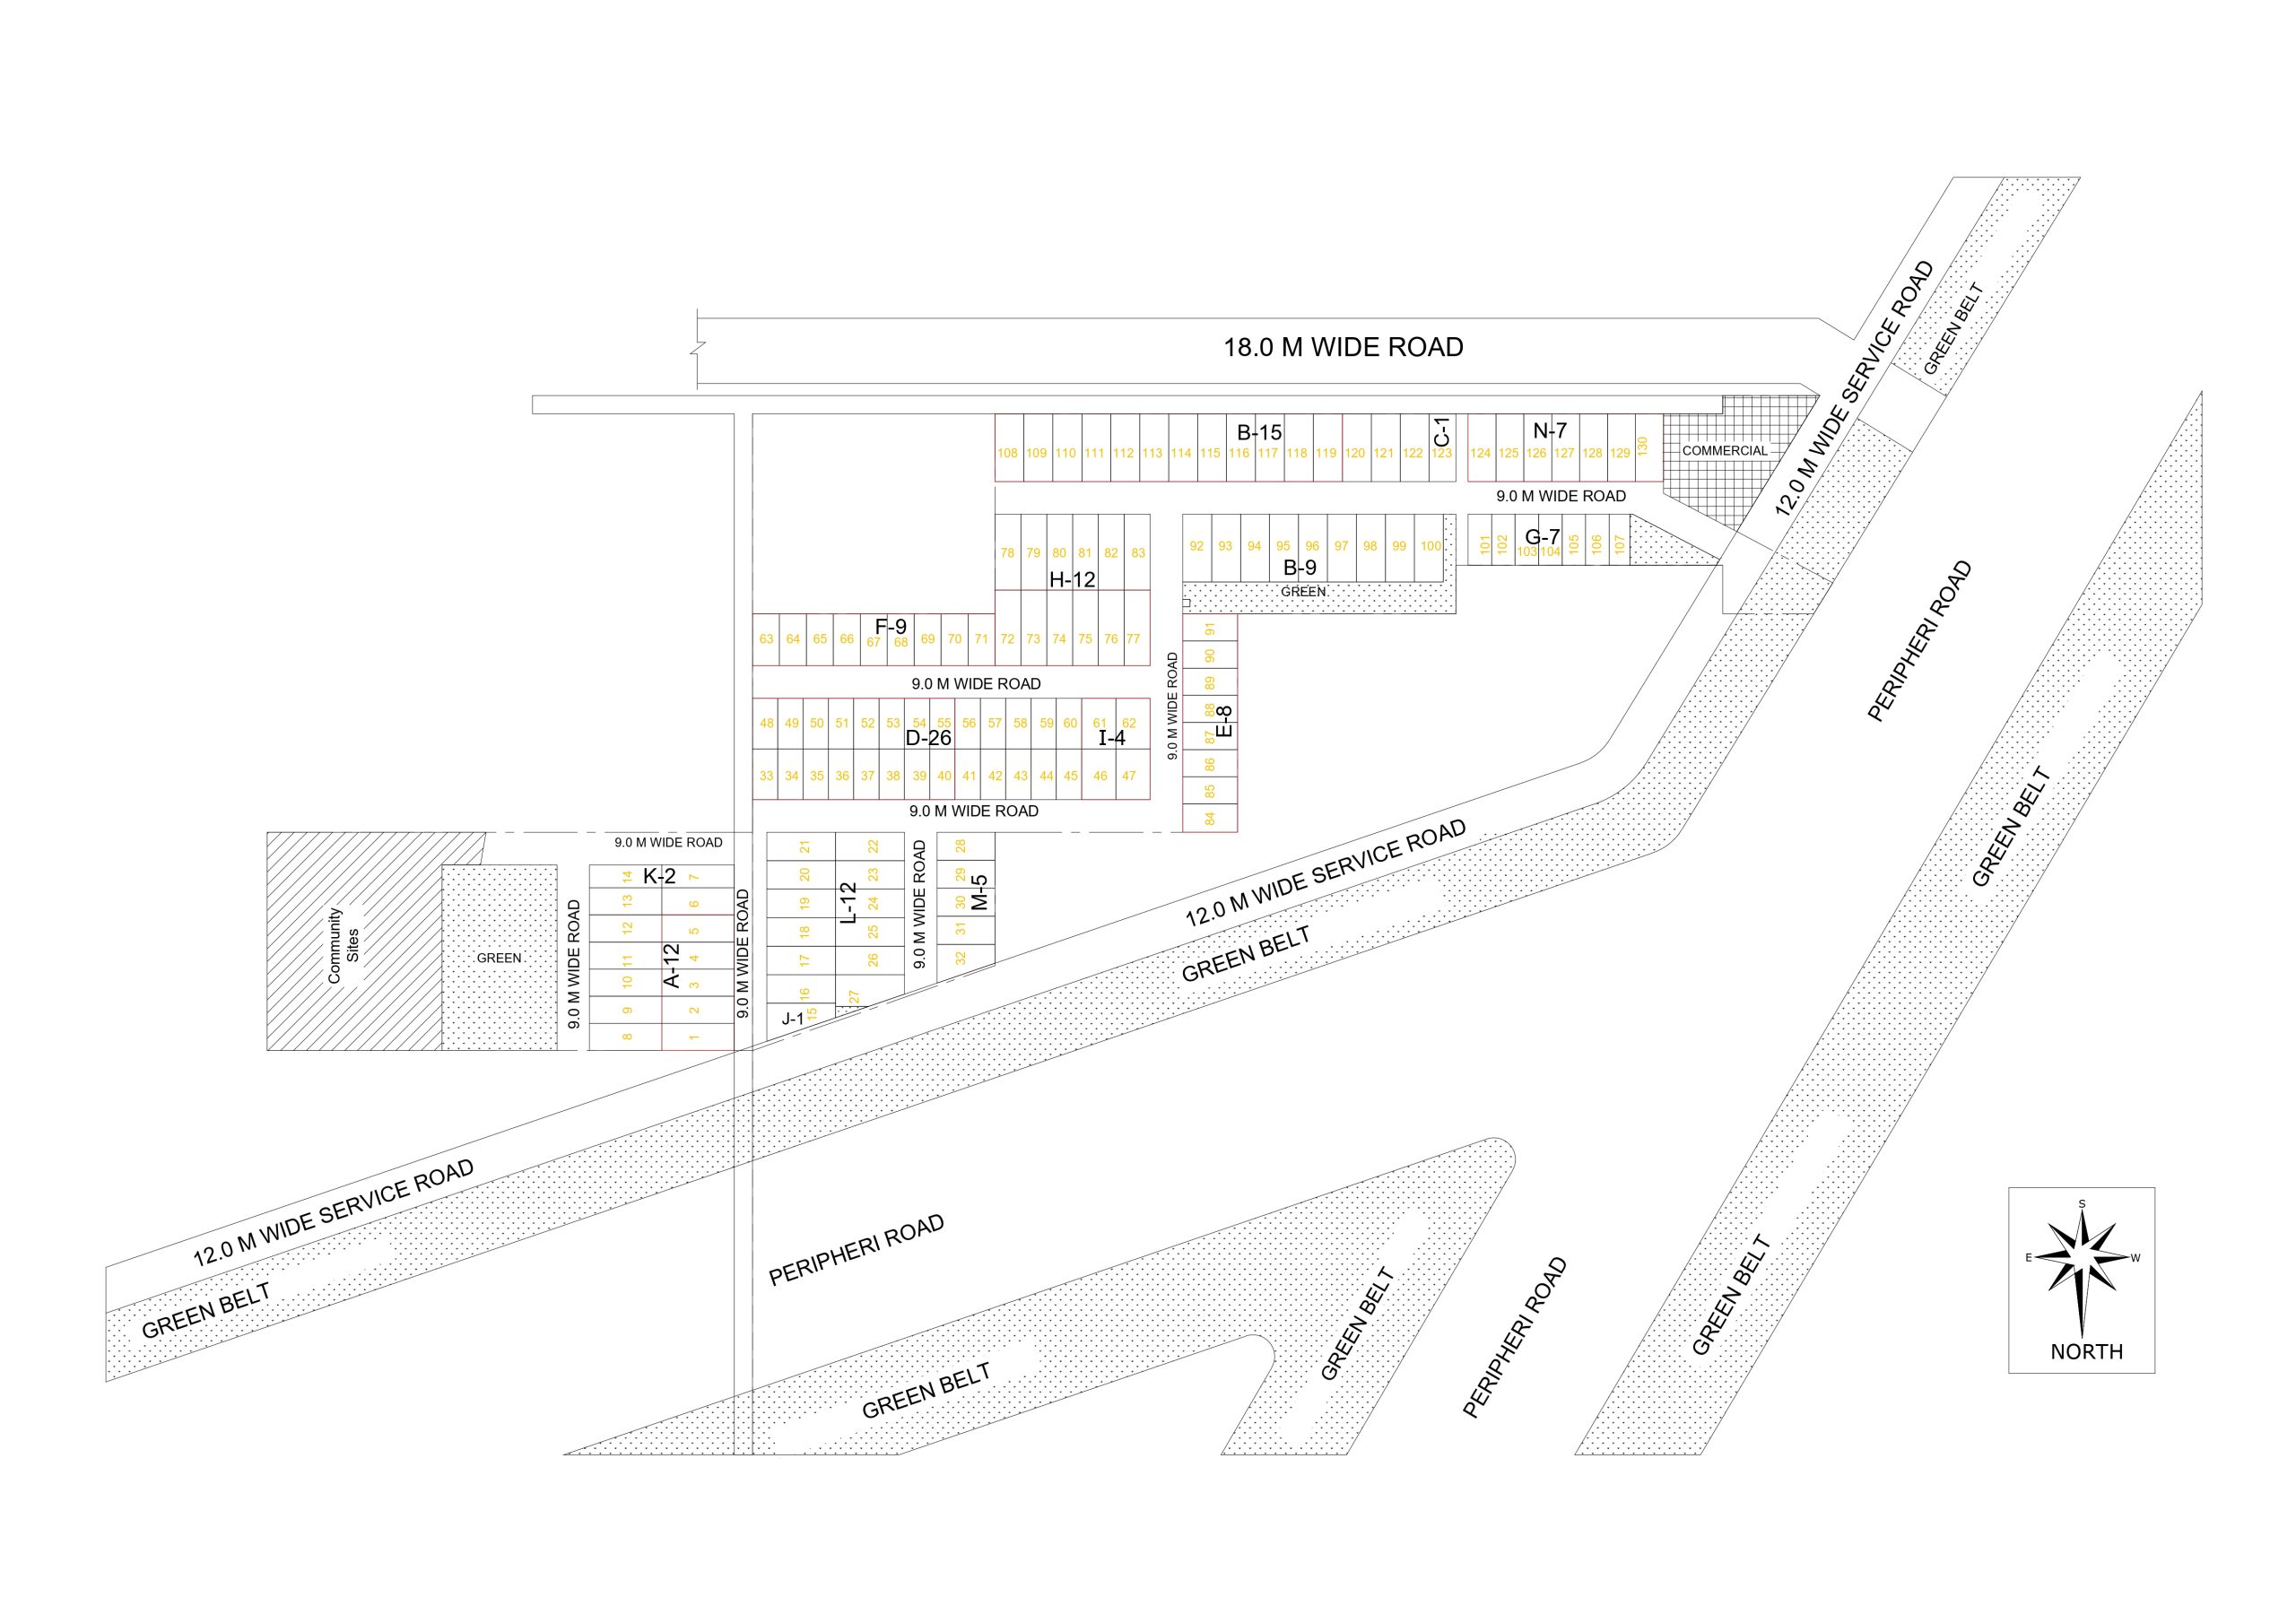 18.0 M WIDE ROAD
12.0 M WIDE SERVICE ROAD
GREEN BELT
B-15
C-1
N-7
108 109 110 111 112 113 114 115 116 117 118 119 120 121 122 123
124 125 126 127 128 129 130
COMMERCIAL
9.0 M WIDE ROAD
78 79 80 81 82 83
H-12
72 73 74 75 76 77
92 93 94 95 96 97 98 99 100
B-9
GREEN
G-7
101 102 103 104 105 106 107
F-9
63 64 65 66 67 68 69 70 71
9.0 M WIDE ROAD
9.0 M WIDE ROAD
91
90
89
88
87
86
85
84
E-8
48 49 50 51 52 53 54 55 56 57 58 59 60 61 62
D-26
I-4
33 34 35 36 37 38 39 40 41 42 43 44 45 46 47
9.0 M WIDE ROAD
PERIPHERI ROAD
GREEN BELT
9.0 M WIDE ROAD
Community
Sites
GREEN
9.0 M WIDE ROAD
K-2
14 7
13 6
12 5
11 4
10 3
9 2
8 1
A-12
9.0 M WIDE ROAD
21 22
20 23
19 24
18 25
17 26
16 27
15
L-12
J-1
9.0 M WIDE ROAD
28
29
30
31
32
M-5
12.0 M WIDE SERVICE ROAD
GREEN BELT
12.0 M WIDE SERVICE ROAD
GREEN BELT
PERIPHERI ROAD
GREEN BELT
GREEN BELT
PERIPHERI ROAD
GREEN BELT
S
E
W
NORTH